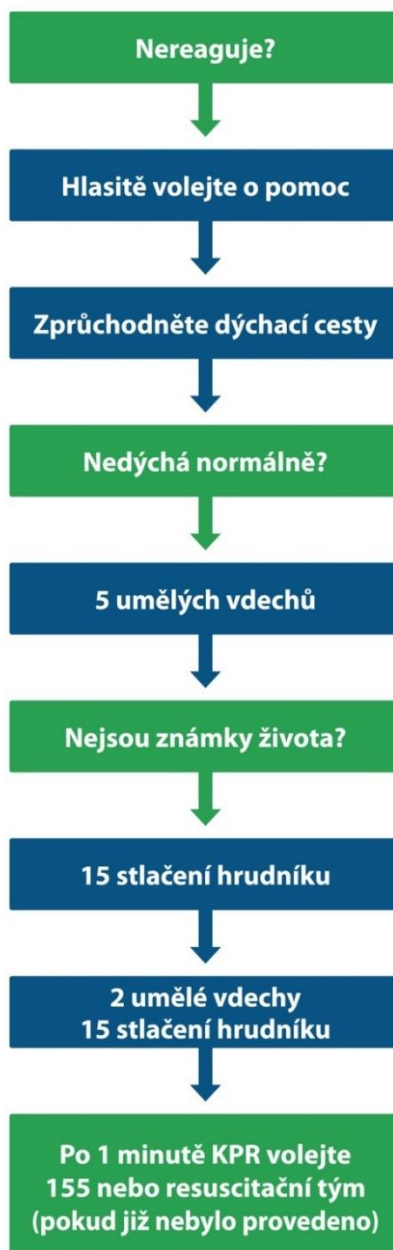 Nereaguje?
Hlasitě volejte o pomoc
Zprůchodněte dýchací cesty
Nedýchá normálně?
5 umělých vdechů
Nejsou známky života?
15 stlačení hrudníku
2 umělé vdechy
15 stlačení hrudníku
Po 1 minutě KPR volejte
155 nebo resuscitační tým
(pokud již nebylo provedeno)